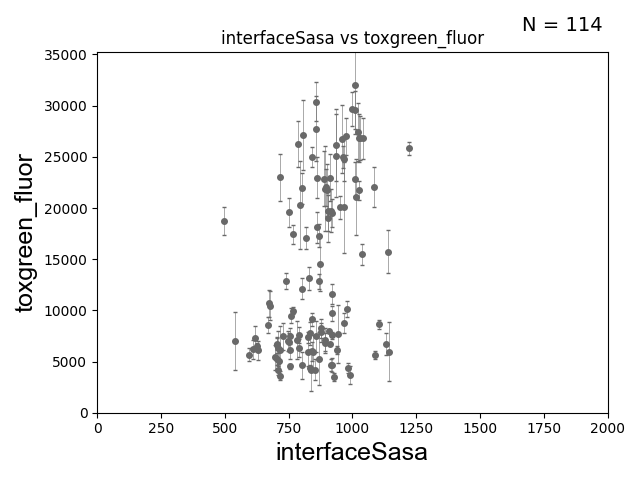 N = 114
interfaceSasa vs toxgreen_fluor
35000
30000
25000
20000
15000
10000
5000
0
toxgreen_fluor
0 250 500 750 1000 1250 1500 1750 2000
interfaceSasa